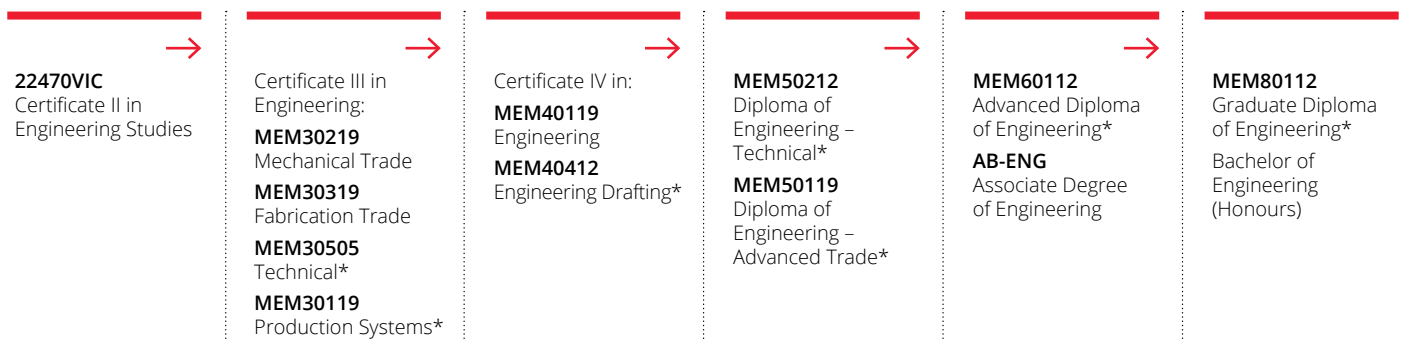 22470VIC
Certificate II in
Engineering Studies
Certificate III in
Engineering:
MEM30219
Mechanical Trade
MEM30319
Fabrication Trade
MEM30505
Technical*
MEM30119
Production Systems*
Certificate IV in:
MEM40119
Engineering
MEM40412
Engineering Drafting*
MEM50212
Diploma of
Engineering –
Technical*
MEM50119
Diploma of
Engineering –
Advanced Trade*
MEM60112
Advanced Diploma
of Engineering*
AB-ENG
Associate Degree
of Engineering
MEM80112
Graduate Diploma
of Engineering*
Bachelor of
Engineering
(Honours)